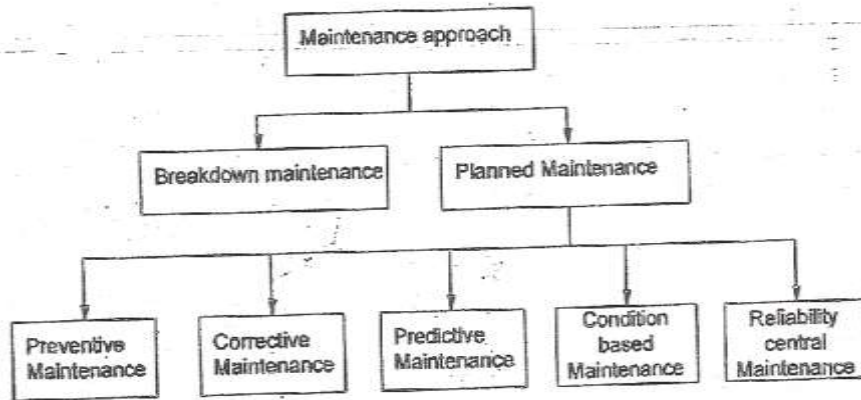 Maintenance approach
Breakdown maintenance
Planned Maintenance
Preventive
Maintenance
Corrective
Maintenance
Predictive
Maintenance
Condition
based
Maintenance
Reliability
central
Maintenance